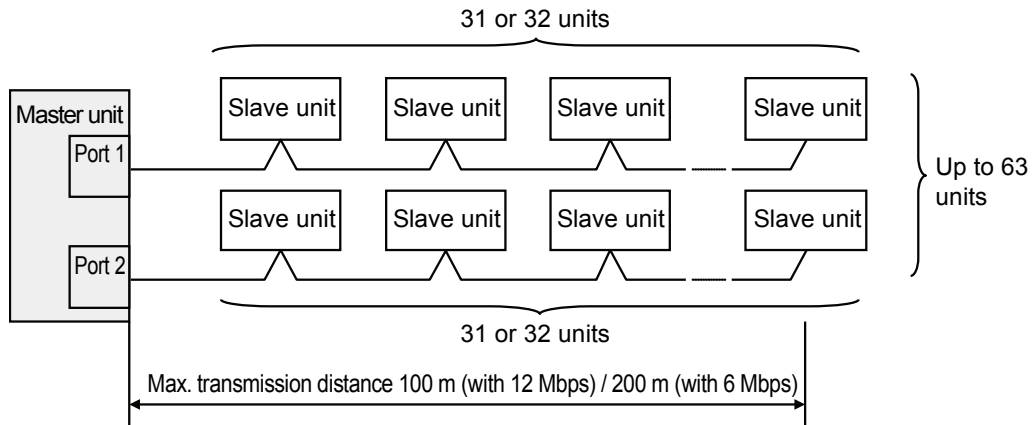 31 or 32 units
Master unit
Port 1
Slave unit
Slave unit
Slave unit
Slave unit
Up to 63
units
Port 2
Slave unit
Slave unit
Slave unit
Slave unit
31 or 32 units
Max. transmission distance 100 m (with 12 Mbps) / 200 m (with 6 Mbps)